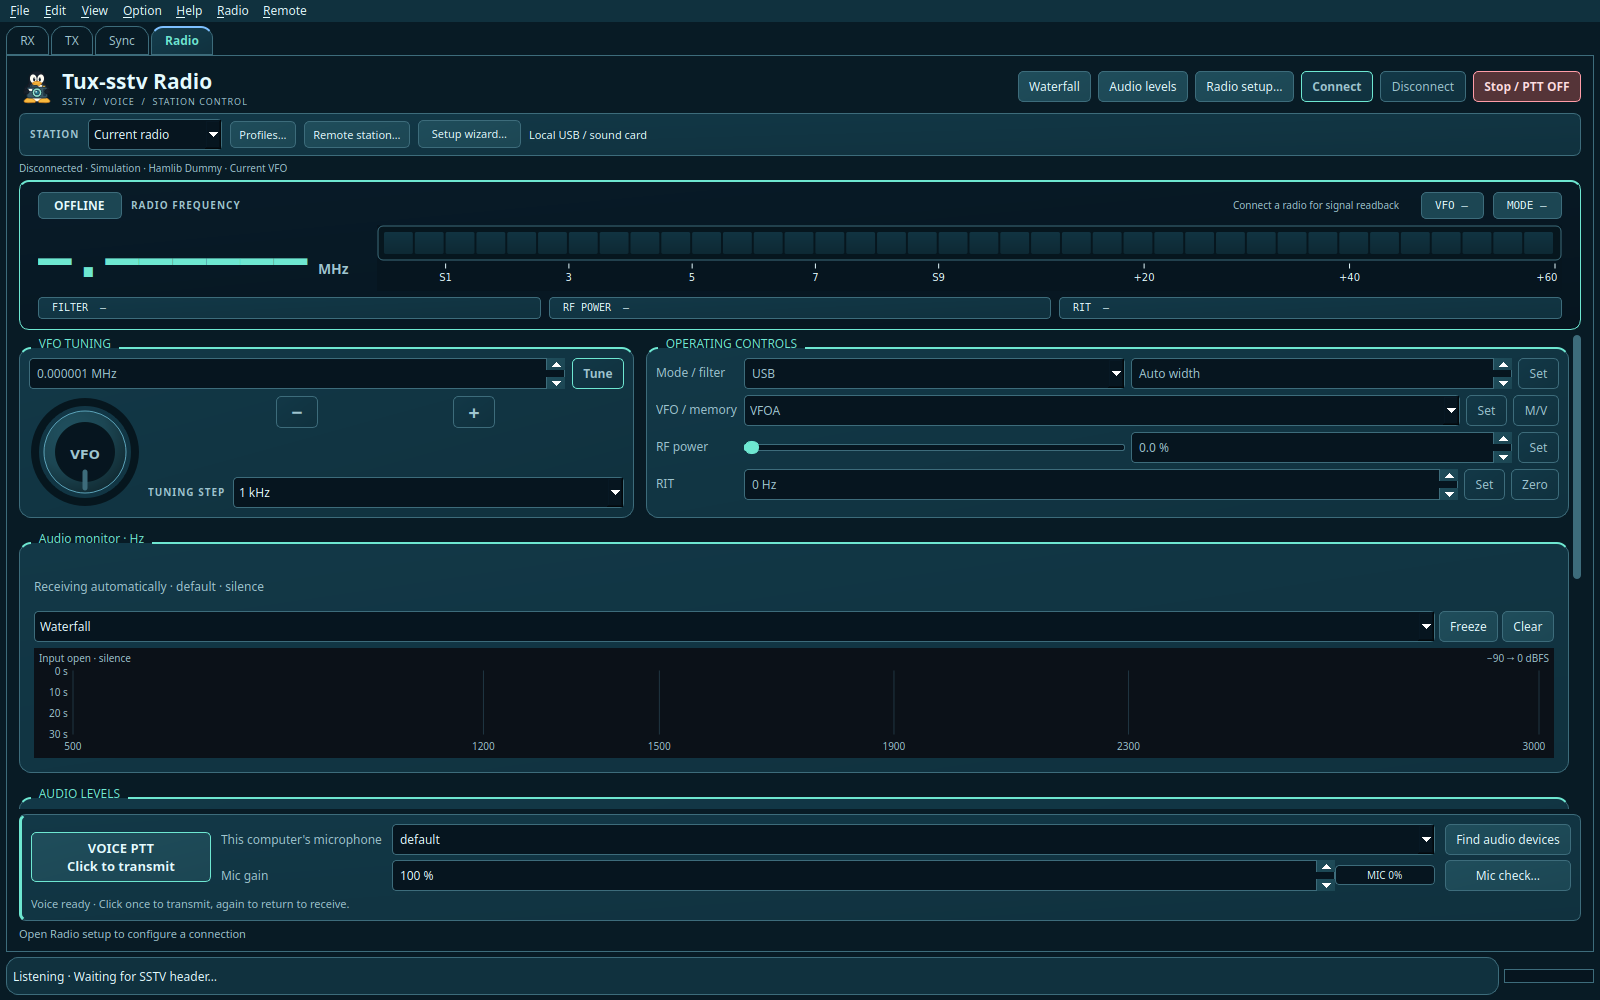 File Edit View Option Help Radio Remote
RX TX Sync Radio
Tux-sstv Radio
SSTV / VOICE / STATION CONTROL
Waterfall Audio levels Radio setup... Connect Disconnect Stop / PTT OFF
STATION Current radio Profiles... Remote station... Setup wizard... Local USB / sound card
Disconnected · Simulation · Hamlib Dummy · Current VFO
OFFLINE RADIO FREQUENCY Connect a radio for signal readback VFO — MODE —
MHz
S1 3 5 7 S9 +20 +40 +60
FILTER — RF POWER — RIT —
VFO TUNING
0.000001 MHz Tune
− +
VFO
TUNING STEP 1 kHz
OPERATING CONTROLS
Mode / filter USB Auto width Set
VFO / memory VFOA Set M/V
RF power 0.0 % Set
RIT 0 Hz Set Zero
Audio monitor · Hz
Receiving automatically · default · silence
Waterfall Freeze Clear
Input open · silence −90 → 0 dBFS
0 s
10 s
20 s
30 s
500 1200 1500 1900 2300 3000
AUDIO LEVELS
VOICE PTT
Click to transmit
This computer's microphone default Find audio devices
Mic gain 100 % MIC 0% Mic check...
Voice ready · Click once to transmit, again to return to receive.
Open Radio setup to configure a connection
Listening · Waiting for SSTV header...